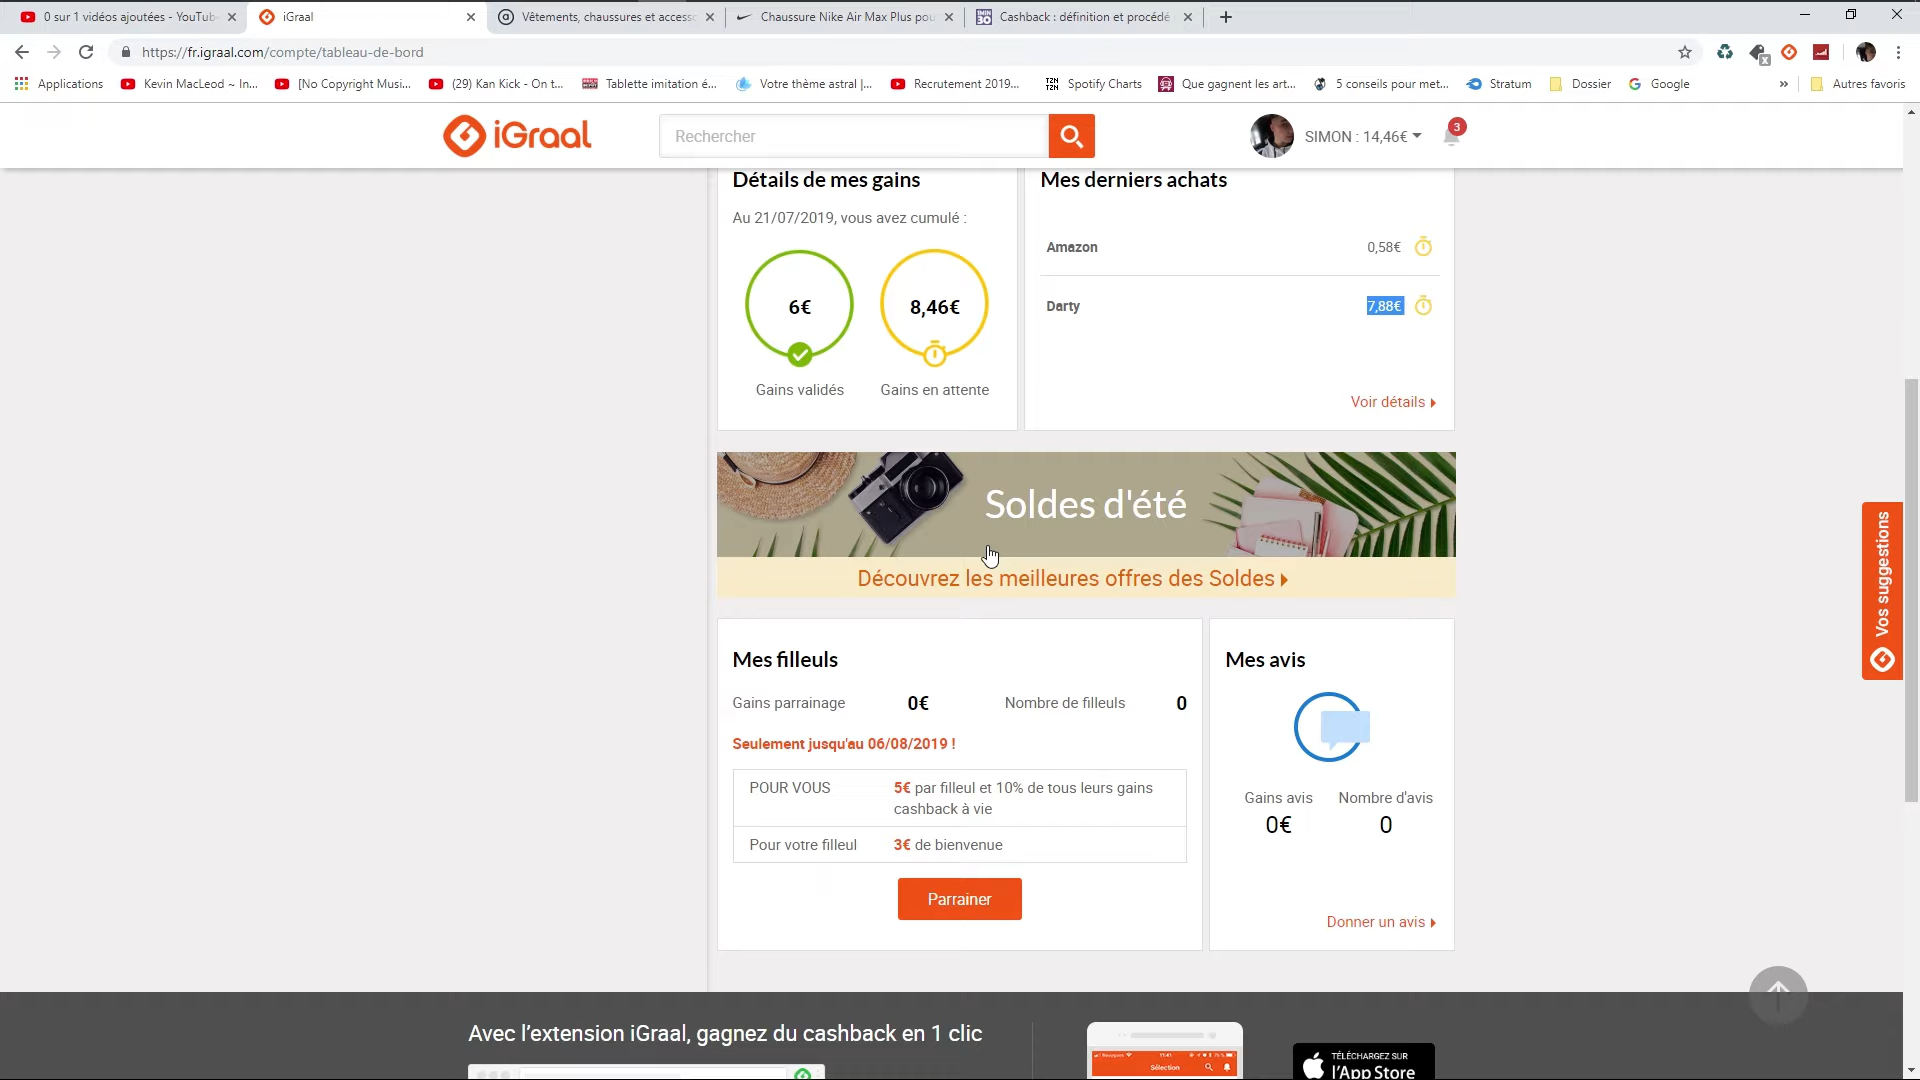 0 sur 1 vidéos ajoutées - YouTub
iGraal
Vêtements, chaussures et access
Chaussure Nike Air Max Plus pou
Cashback : définition et procédé
https://fr.igraal.com/compte/tableau-de-bord
Applications
Kevin MacLeod ~ In...
[No Copyright Musi...
(29) Kan Kick - On t...
Tablette imitation é...
Votre thème astral |...
Recrutement 2019...
Spotify Charts
Que gagnent les art...
5 conseils pour met...
Stratum
Dossier
Google
»
Autres favoris
iGraal
Rechercher
SIMON : 14,46€
3
Détails de mes gains
Au 21/07/2019, vous avez cumulé :
6€
8,46€
Gains validés
Gains en attente
Mes derniers achats
Amazon 0,58€
Darty 7,88€
Voir détails
Soldes d'été
Découvrez les meilleures offres des Soldes
Vos suggestions
Mes filleuls
Gains parrainage 0€ Nombre de filleuls 0
Seulement jusqu'au 06/08/2019 !
POUR VOUS 5€ par filleul et 10% de tous leurs gains
cashback à vie
Pour votre filleul 3€ de bienvenue
Parrainer
Mes avis
Gains avis Nombre d'avis
0€ 0
Donner un avis
Avec l'extension iGraal, gagnez du cashback en 1 clic
11:41
Sélection
TÉLÉCHARGEZ SUR
l'App Store